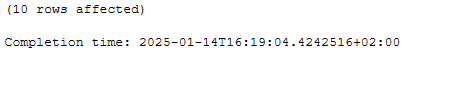 (10 rows affected)
Completion time: 2025-01-14T16:19:04.4242516+02:00